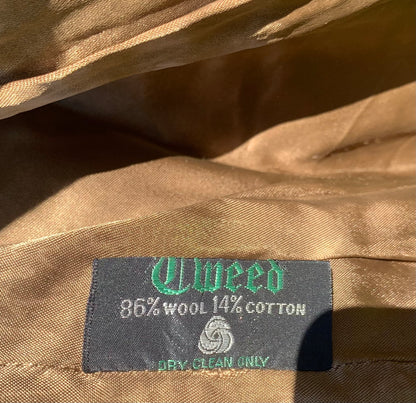 Tweed
86% WOOL 14% COTTON
DRY CLEAN ONLY